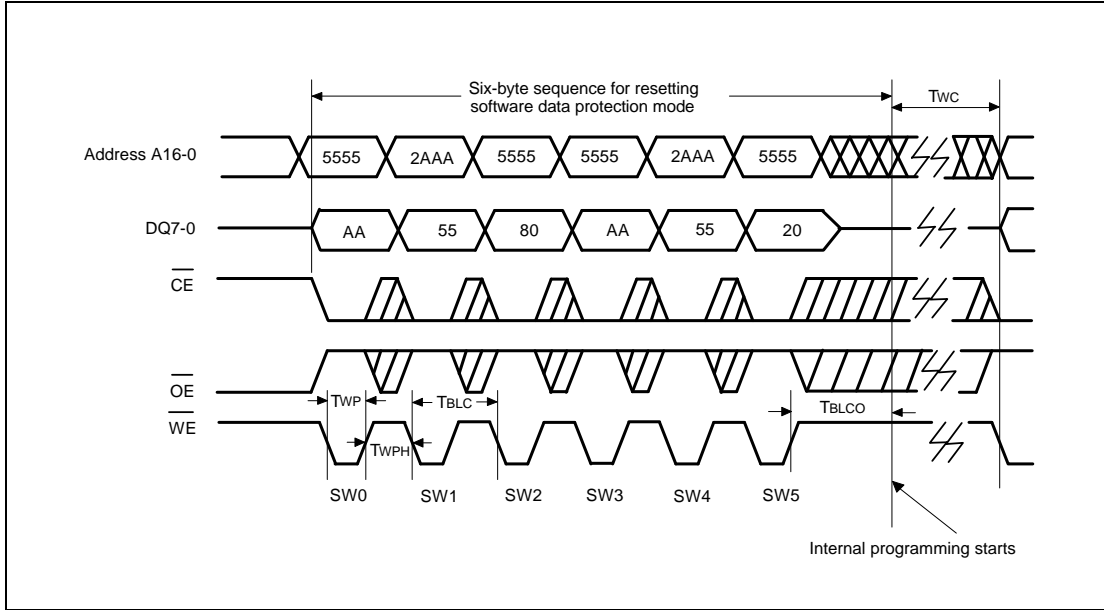 Six-byte sequence for resetting
software data protection mode
TWC
Address A16-0
5555 2AAA 5555 5555 2AAA 5555
DQ7-0
AA 55 80 AA 55 20
CE
OE
TWP TBLC TBLCO
WE
TWPH
SW0 SW1 SW2 SW3 SW4 SW5
Internal programming starts